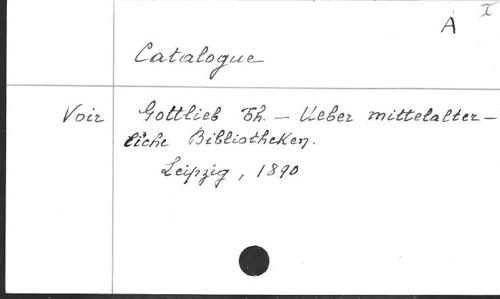 A I
Catalogue
Voir Gottlieb Th. — Ueber mittelalter-
liche Bibliotheken.
Leipzig, 1890